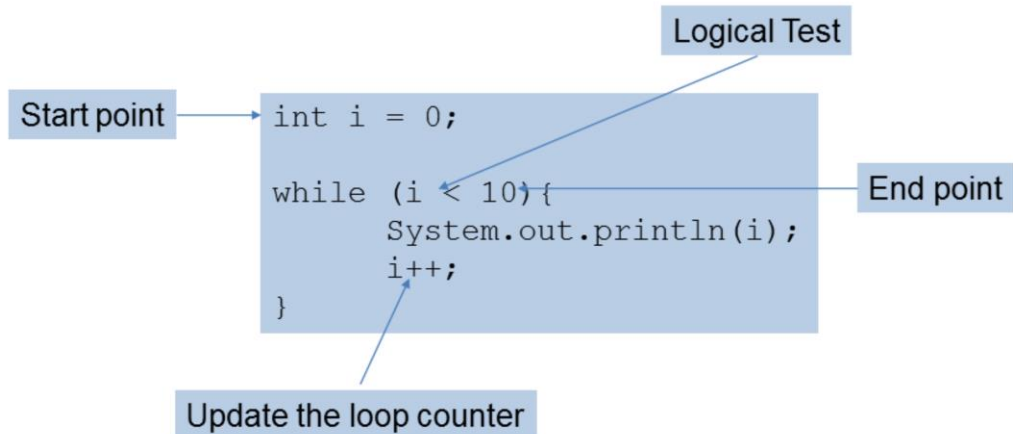 Logical Test
Start point
int i = 0;
while (i < 10){
End point
System.out.println(i);
i++;
}
Update the loop counter